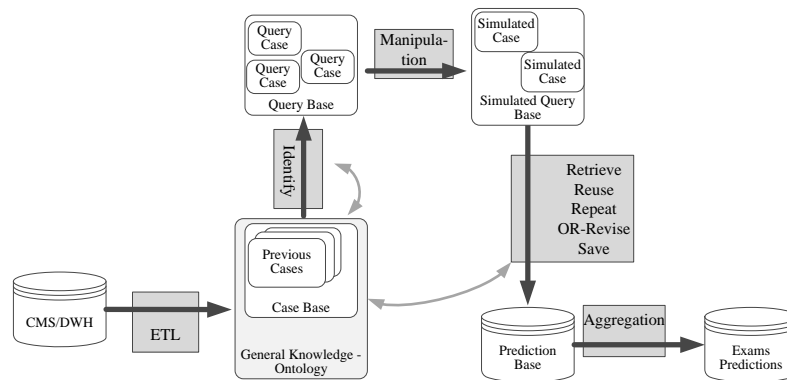 Query
Case
Query
Case
Query
Case
Query Base
Manipula-
tion
Simulated
Case
Simulated
Case
Simulated Query
Base
Identify
Retrieve
Reuse
Repeat
OR-Revise
Save
Previous
Cases
Case Base
General Knowledge -
Ontology
CMS/DWH
ETL
Prediction
Base
Aggregation
Exams
Predictions